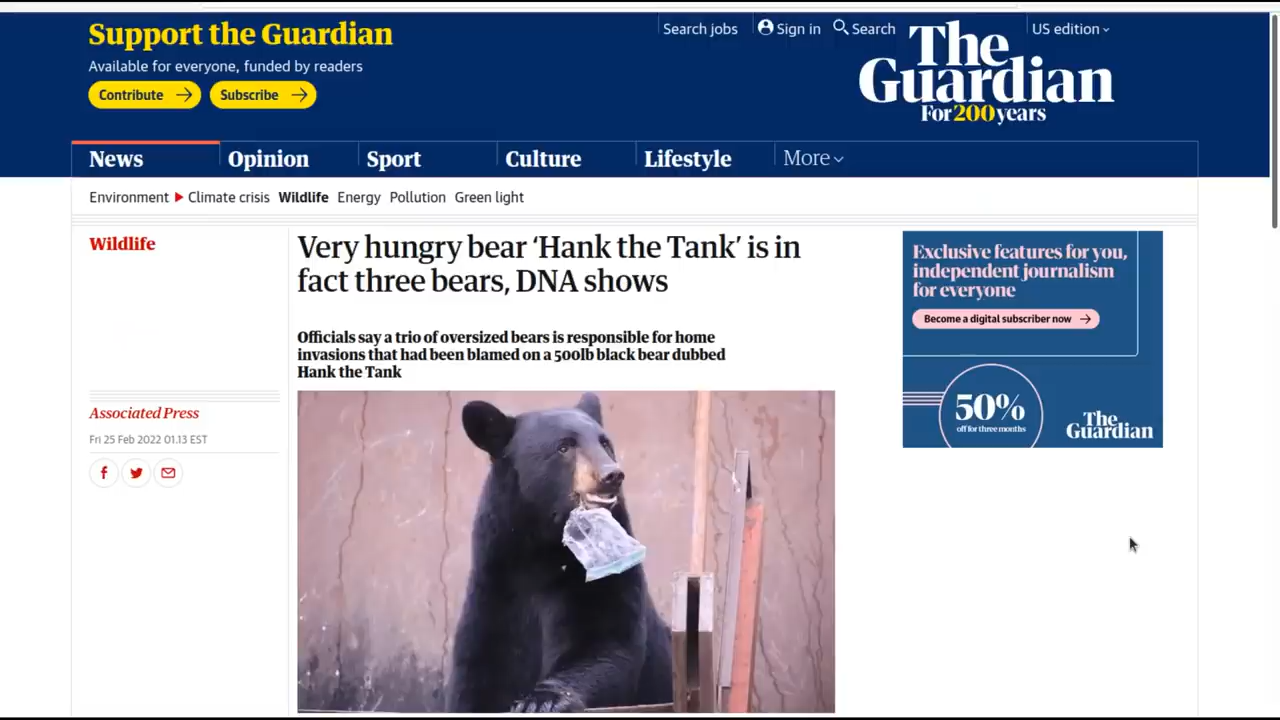 Support the Guardian
Available for everyone, funded by readers
Contribute
Subscribe
Search jobs
Sign in
Search
US edition
The
Guardian
For 200 years
News
Opinion
Sport
Culture
Lifestyle
More
Environment
Climate crisis
Wildlife
Energy
Pollution
Green light
Wildlife
Very hungry bear ‘Hank the Tank’ is in
fact three bears, DNA shows
Officials say a trio of oversized bears is responsible for home
invasions that had been blamed on a 500lb black bear dubbed
Hank the Tank
Associated Press
Fri 25 Feb 2022 01.13 EST
Exclusive features for you,
independent journalism
for everyone
Become a digital subscriber now
50%
off for three months
The
Guardian